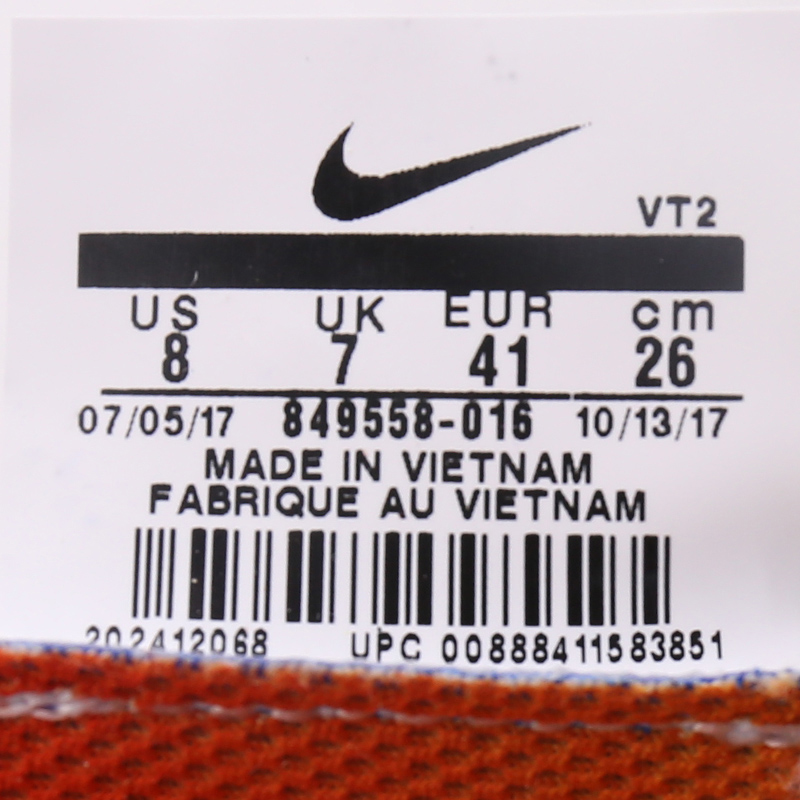 VT2
US UK EUR cm
8 7 41 26
07/05/17 849558-016 10/13/17
MADE IN VIETNAM
FABRIQUE AU VIETNAM
202412068 UPC 00888411583851